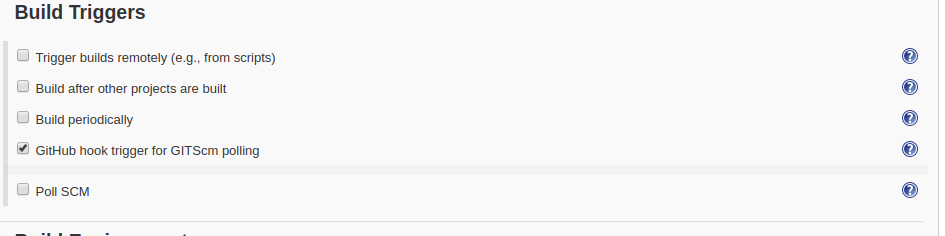 Build Triggers
Trigger builds remotely (e.g., from scripts)
Build after other projects are built
Build periodically
GitHub hook trigger for GITScm polling
Poll SCM